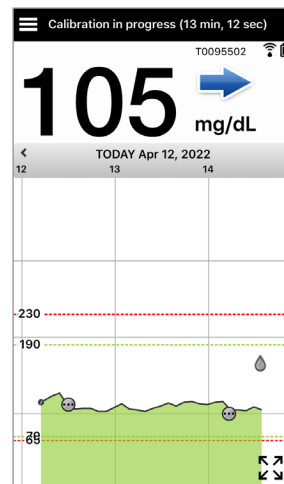 Calibration in progress (13 min, 12 sec)
T0095502
105
mg/dL
TODAY Apr 12, 2022
12 13 14
230
190
70